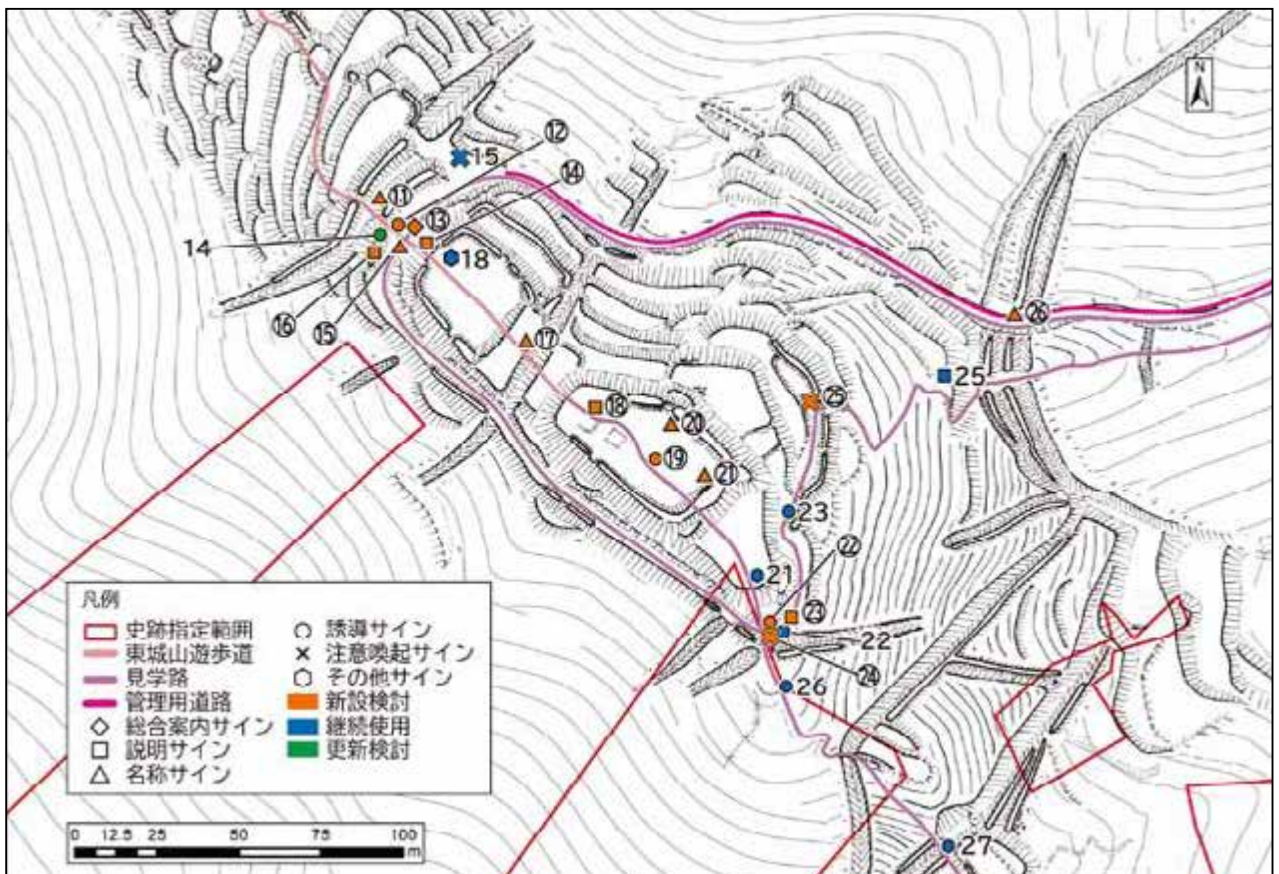 N
⑫
15
⑭
⑪
⑬
14
18
⑯
⑮
⑰
㉖
25
⑱
㉕
⑳
⑲
㉑
23
㉒
21
㉓
22
㉔
26
27
凡例
史跡指定範囲
東城山遊歩道
見学路
管理用道路
総合案内サイン
説明サイン
名称サイン
誘導サイン
注意喚起サイン
その他サイン
新設検討
継続使用
更新検討
0 12.5 25 50 75 100
m